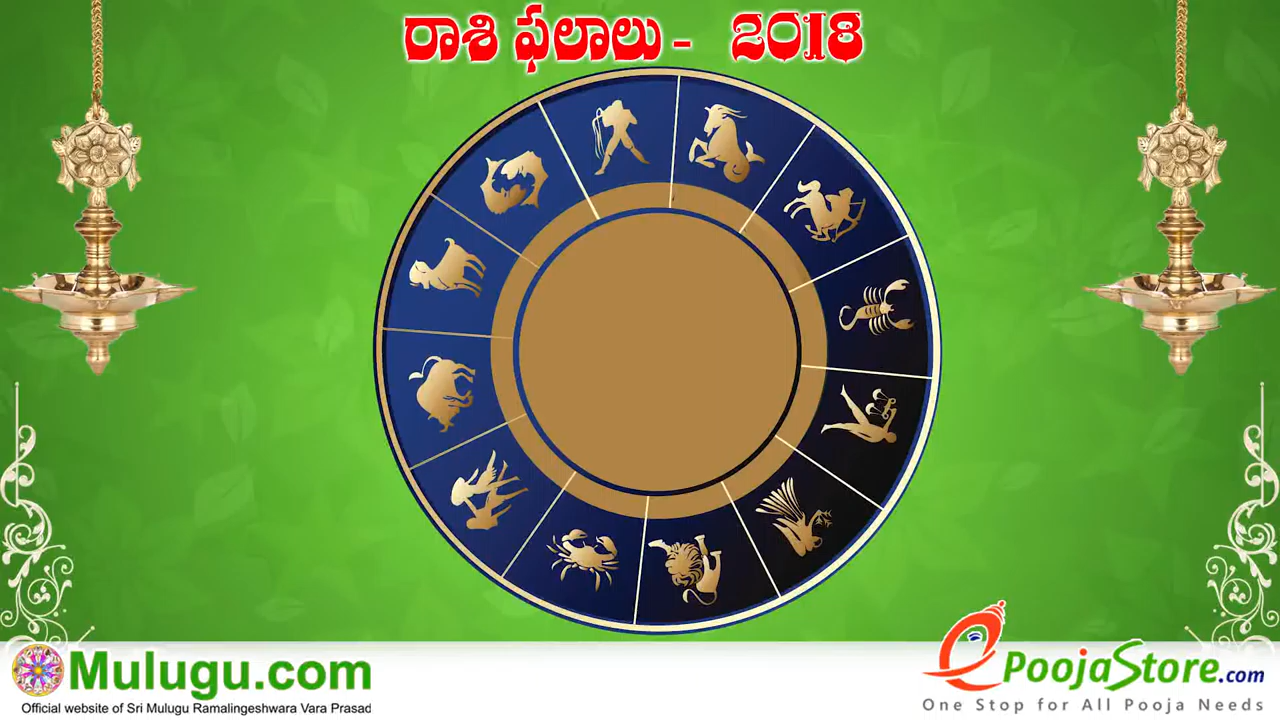 రాశి ఫలాలు - 2018
Mulugu.com
Official website of Sri Mulugu Ramalingeshwara Vara Prasad
ePoojaStore.com
One Stop for All Pooja Needs